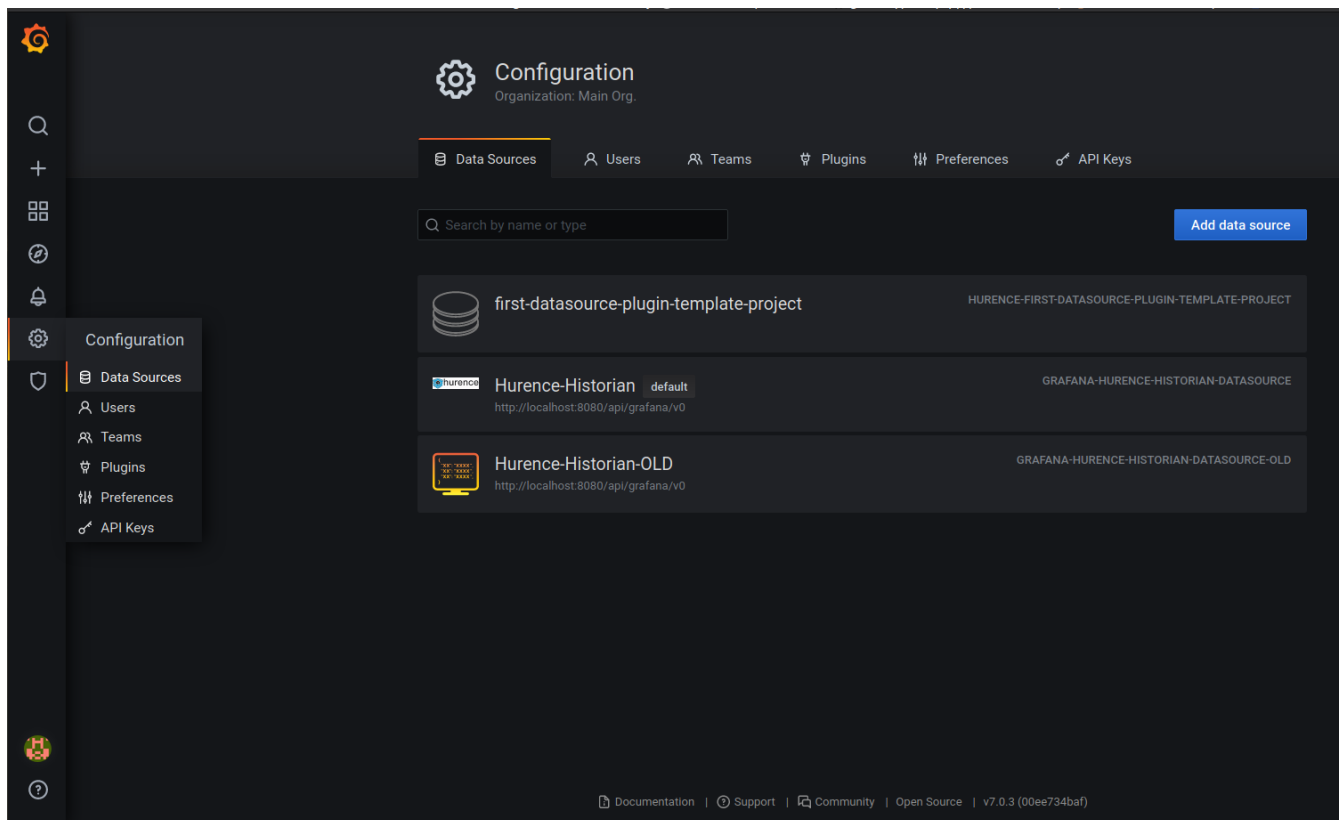 Configuration
Organization: Main Org.
Data Sources
Users
Teams
Plugins
Preferences
API Keys
Search by name or type
Add data source
first-datasource-plugin-template-project
HURENCE-FIRST-DATASOURCE-PLUGIN-TEMPLATE-PROJECT
hurence
Hurence-Historian default
GRAFANA-HURENCE-HISTORIAN-DATASOURCE
http://localhost:8080/api/grafana/v0
Hurence-Historian-OLD
GRAFANA-HURENCE-HISTORIAN-DATASOURCE-OLD
http://localhost:8080/api/grafana/v0
Configuration
Data Sources
Users
Teams
Plugins
Preferences
API Keys
Documentation | Support | Community | Open Source | v7.0.3 (00ee734baf)